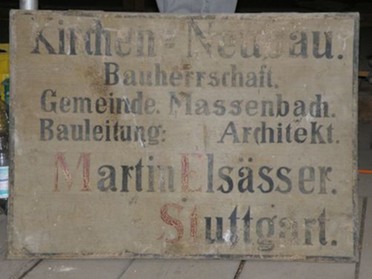 Kirchen-Neubau.
Bauherrschaft.
Gemeinde. Massenbach.
Bauleitung: Architekt.
Martin Elsässer.
Stuttgart.